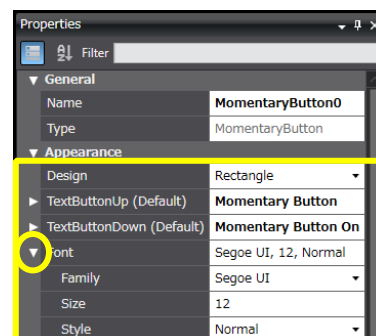 Properties
Filter
General
Name MomentaryButton0
Type MomentaryButton
Appearance
Design Rectangle
TextButtonUp (Default) Momentary Button
TextButtonDown (Default) Momentary Button On
Font Segoe UI, 12, Normal
Family Segoe UI
Size 12
Style Normal